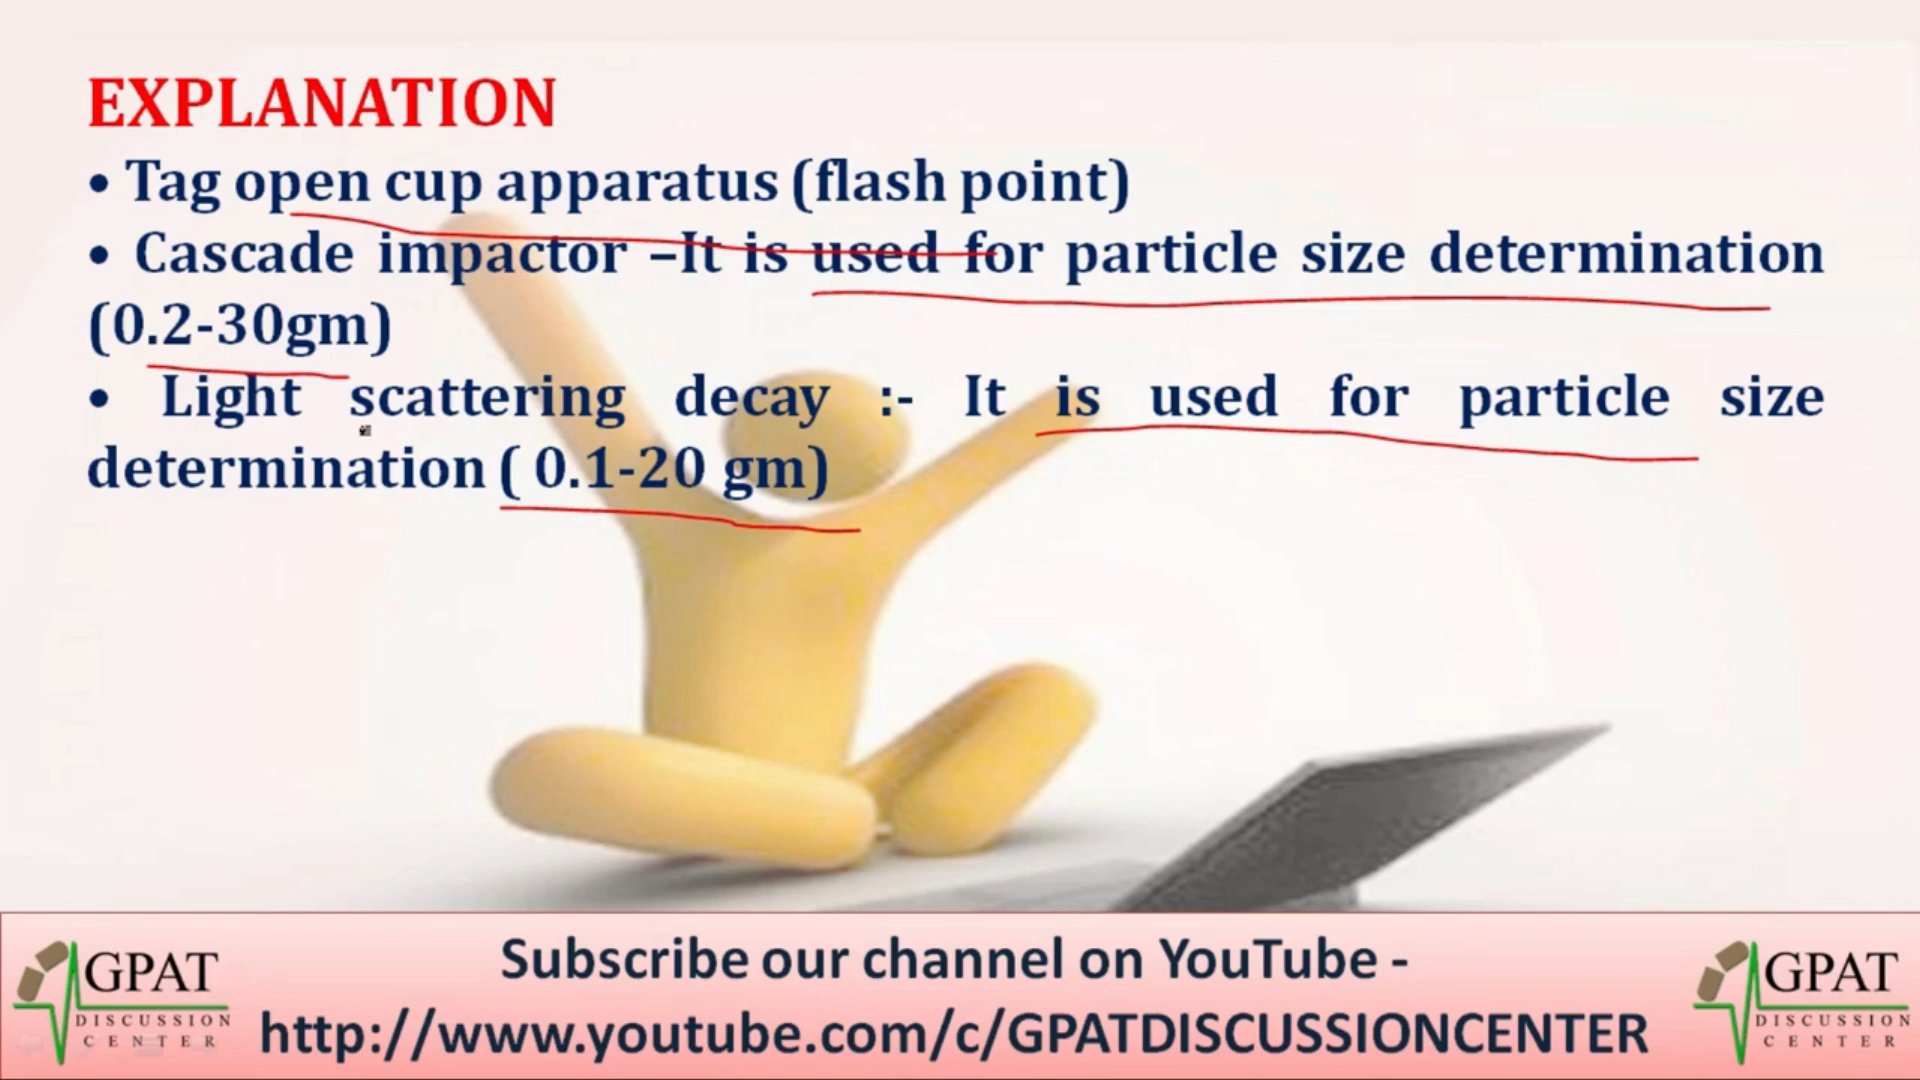 EXPLANATION
• Tag open cup apparatus (flash point)
• Cascade impactor –It is used for particle size determination
(0.2-30gm)
• Light scattering decay :- It is used for particle size
determination ( 0.1-20 gm)
Subscribe our channel on YouTube -
http://www.youtube.com/c/GPATDISCUSSIONCENTER
GPAT
DISCUSSION
CENTER
GPAT
DISCUSSION
CENTER